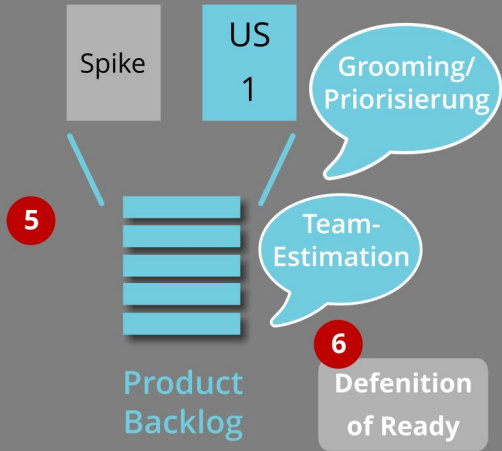 Spike
US
1
Grooming/
Priorisierung
5
Team-
Estimation
6
Product
Backlog
Defenition
of Ready